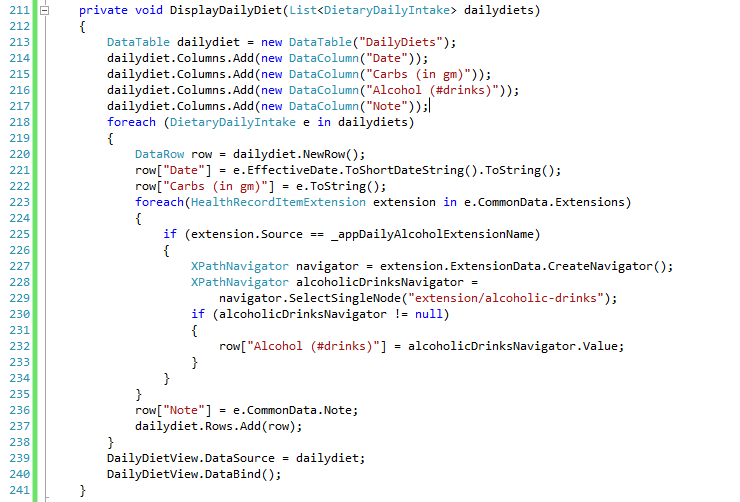 211 private void DisplayDailyDiet(List<DietaryDailyIntake> dailydiets)
212 {
213 DataTable dailydiet = new DataTable("DailyDiets");
214 dailydiet.Columns.Add(new DataColumn("Date"));
215 dailydiet.Columns.Add(new DataColumn("Carbs (in gm)"));
216 dailydiet.Columns.Add(new DataColumn("Alcohol (#drinks)"));
217 dailydiet.Columns.Add(new DataColumn("Note"));
218 foreach (DietaryDailyIntake e in dailydiets)
219 {
220 DataRow row = dailydiet.NewRow();
221 row["Date"] = e.EffectiveDate.ToShortDateString().ToString();
222 row["Carbs (in gm)"] = e.ToString();
223 foreach(HealthRecordItemExtension extension in e.CommonData.Extensions)
224 {
225 if (extension.Source == _appDailyAlcoholExtensionName)
226 {
227 XPathNavigator navigator = extension.ExtensionData.CreateNavigator();
228 XPathNavigator alcoholicDrinksNavigator =
229 navigator.SelectSingleNode("extension/alcoholic-drinks");
230 if (alcoholicDrinksNavigator != null)
231 {
232 row["Alcohol (#drinks)"] = alcoholicDrinksNavigator.Value;
233 }
234 }
235 }
236 row["Note"] = e.CommonData.Note;
237 dailydiet.Rows.Add(row);
238 }
239 DailyDietView.DataSource = dailydiet;
240 DailyDietView.DataBind();
241 }